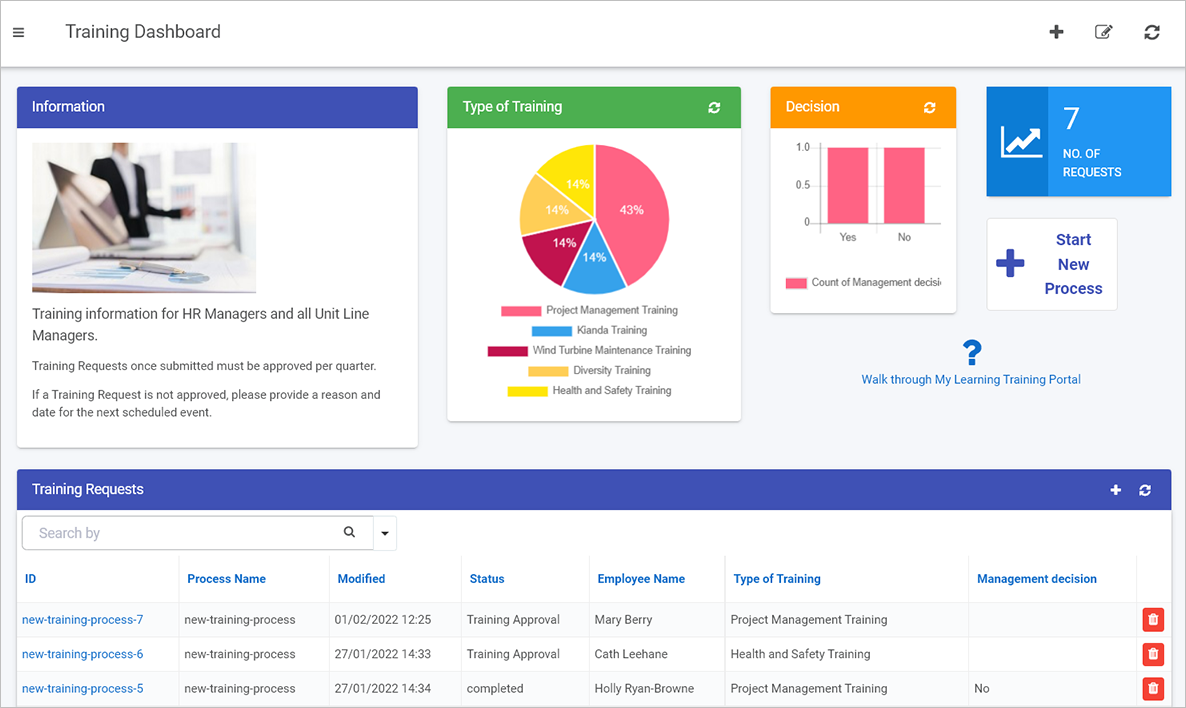 Training Dashboard
Information
Training information for HR Managers and all Unit Line
Managers.
Training Requests once submitted must be approved per quarter.
If a Training Request is not approved, please provide a reason and
date for the next scheduled event.
Type of Training
14%
43%
14%
14%
14%
Project Management Training
Kianda Training
Wind Turbine Maintenance Training
Diversity Training
Health and Safety Training
Decision
1.0
0.5
0
Yes No
Count of Management decisi
7
NO. OF
REQUESTS
Start
New
Process
?
Walk through My Learning Training Portal
Training Requests
Search by
ID Process Name Modified Status Employee Name Type of Training Management decision
new-training-process-7 new-training-process 01/02/2022 12:25 Training Approval Mary Berry Project Management Training
new-training-process-6 new-training-process 27/01/2022 14:33 Training Approval Cath Leehane Health and Safety Training
new-training-process-5 new-training-process 27/01/2022 14:34 completed Holly Ryan-Browne Project Management Training No